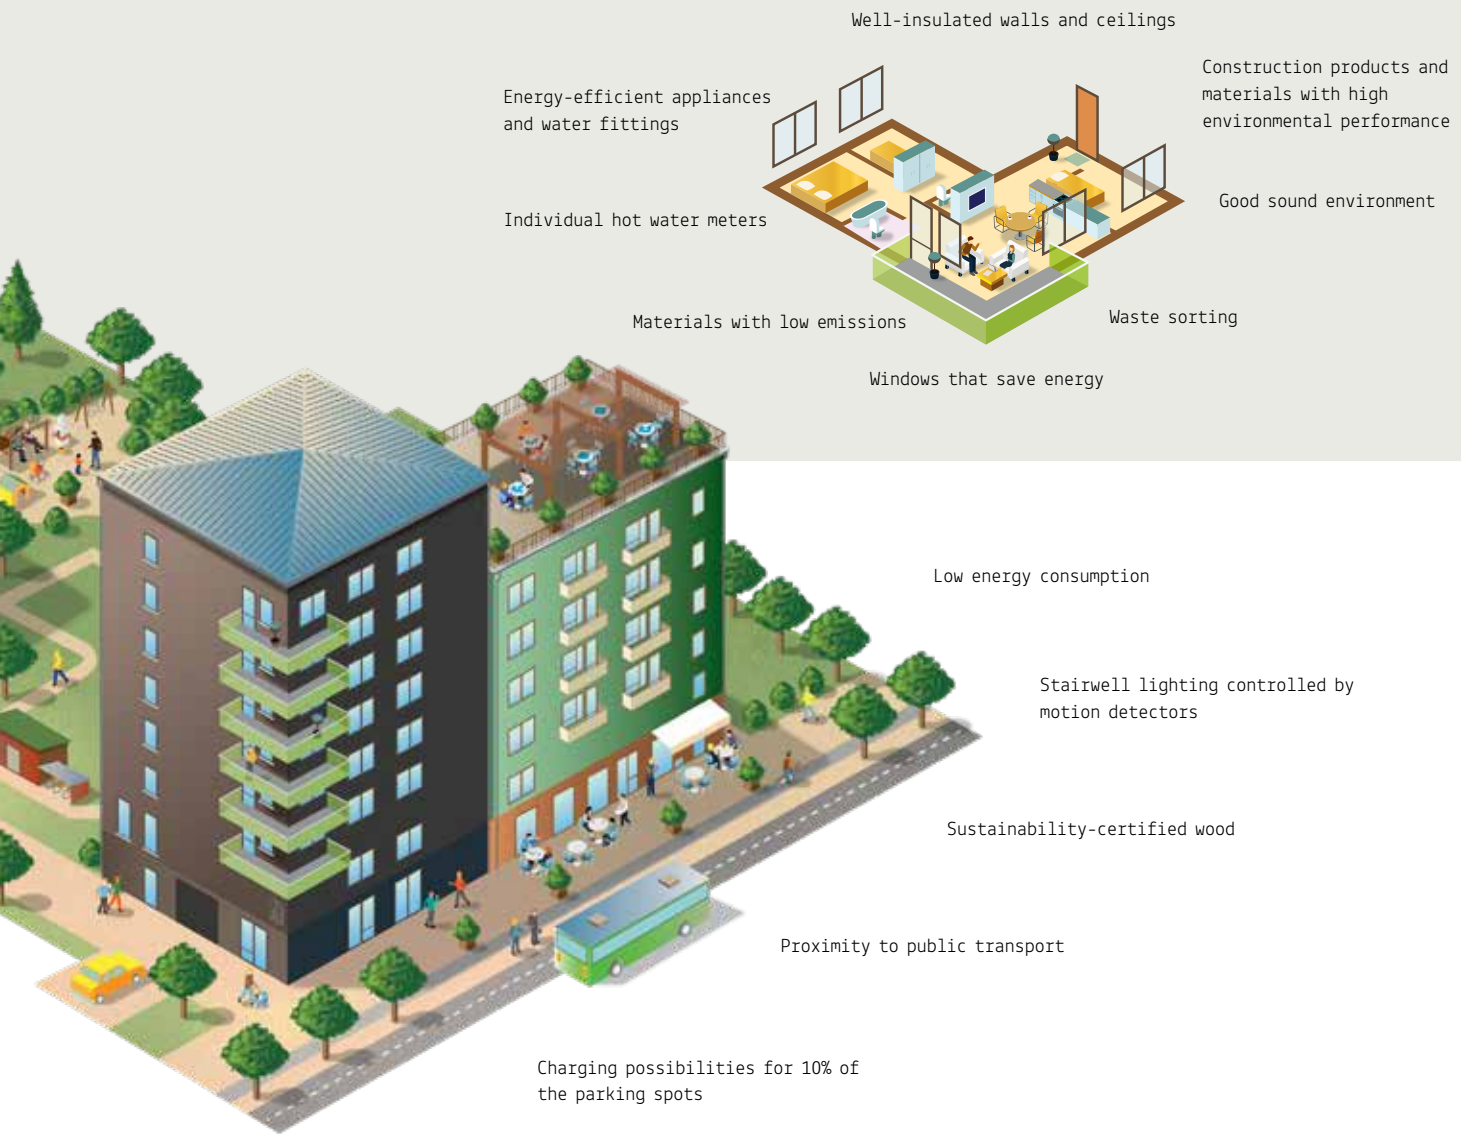 Well-insulated walls and ceilings
Construction products and
materials with high
environmental performance
Energy-efficient appliances
and water fittings
Good sound environment
Individual hot water meters
Materials with low emissions
Waste sorting
Windows that save energy
Low energy consumption
Stairwell lighting controlled by
motion detectors
Sustainability-certified wood
Proximity to public transport
Charging possibilities for 10% of
the parking spots